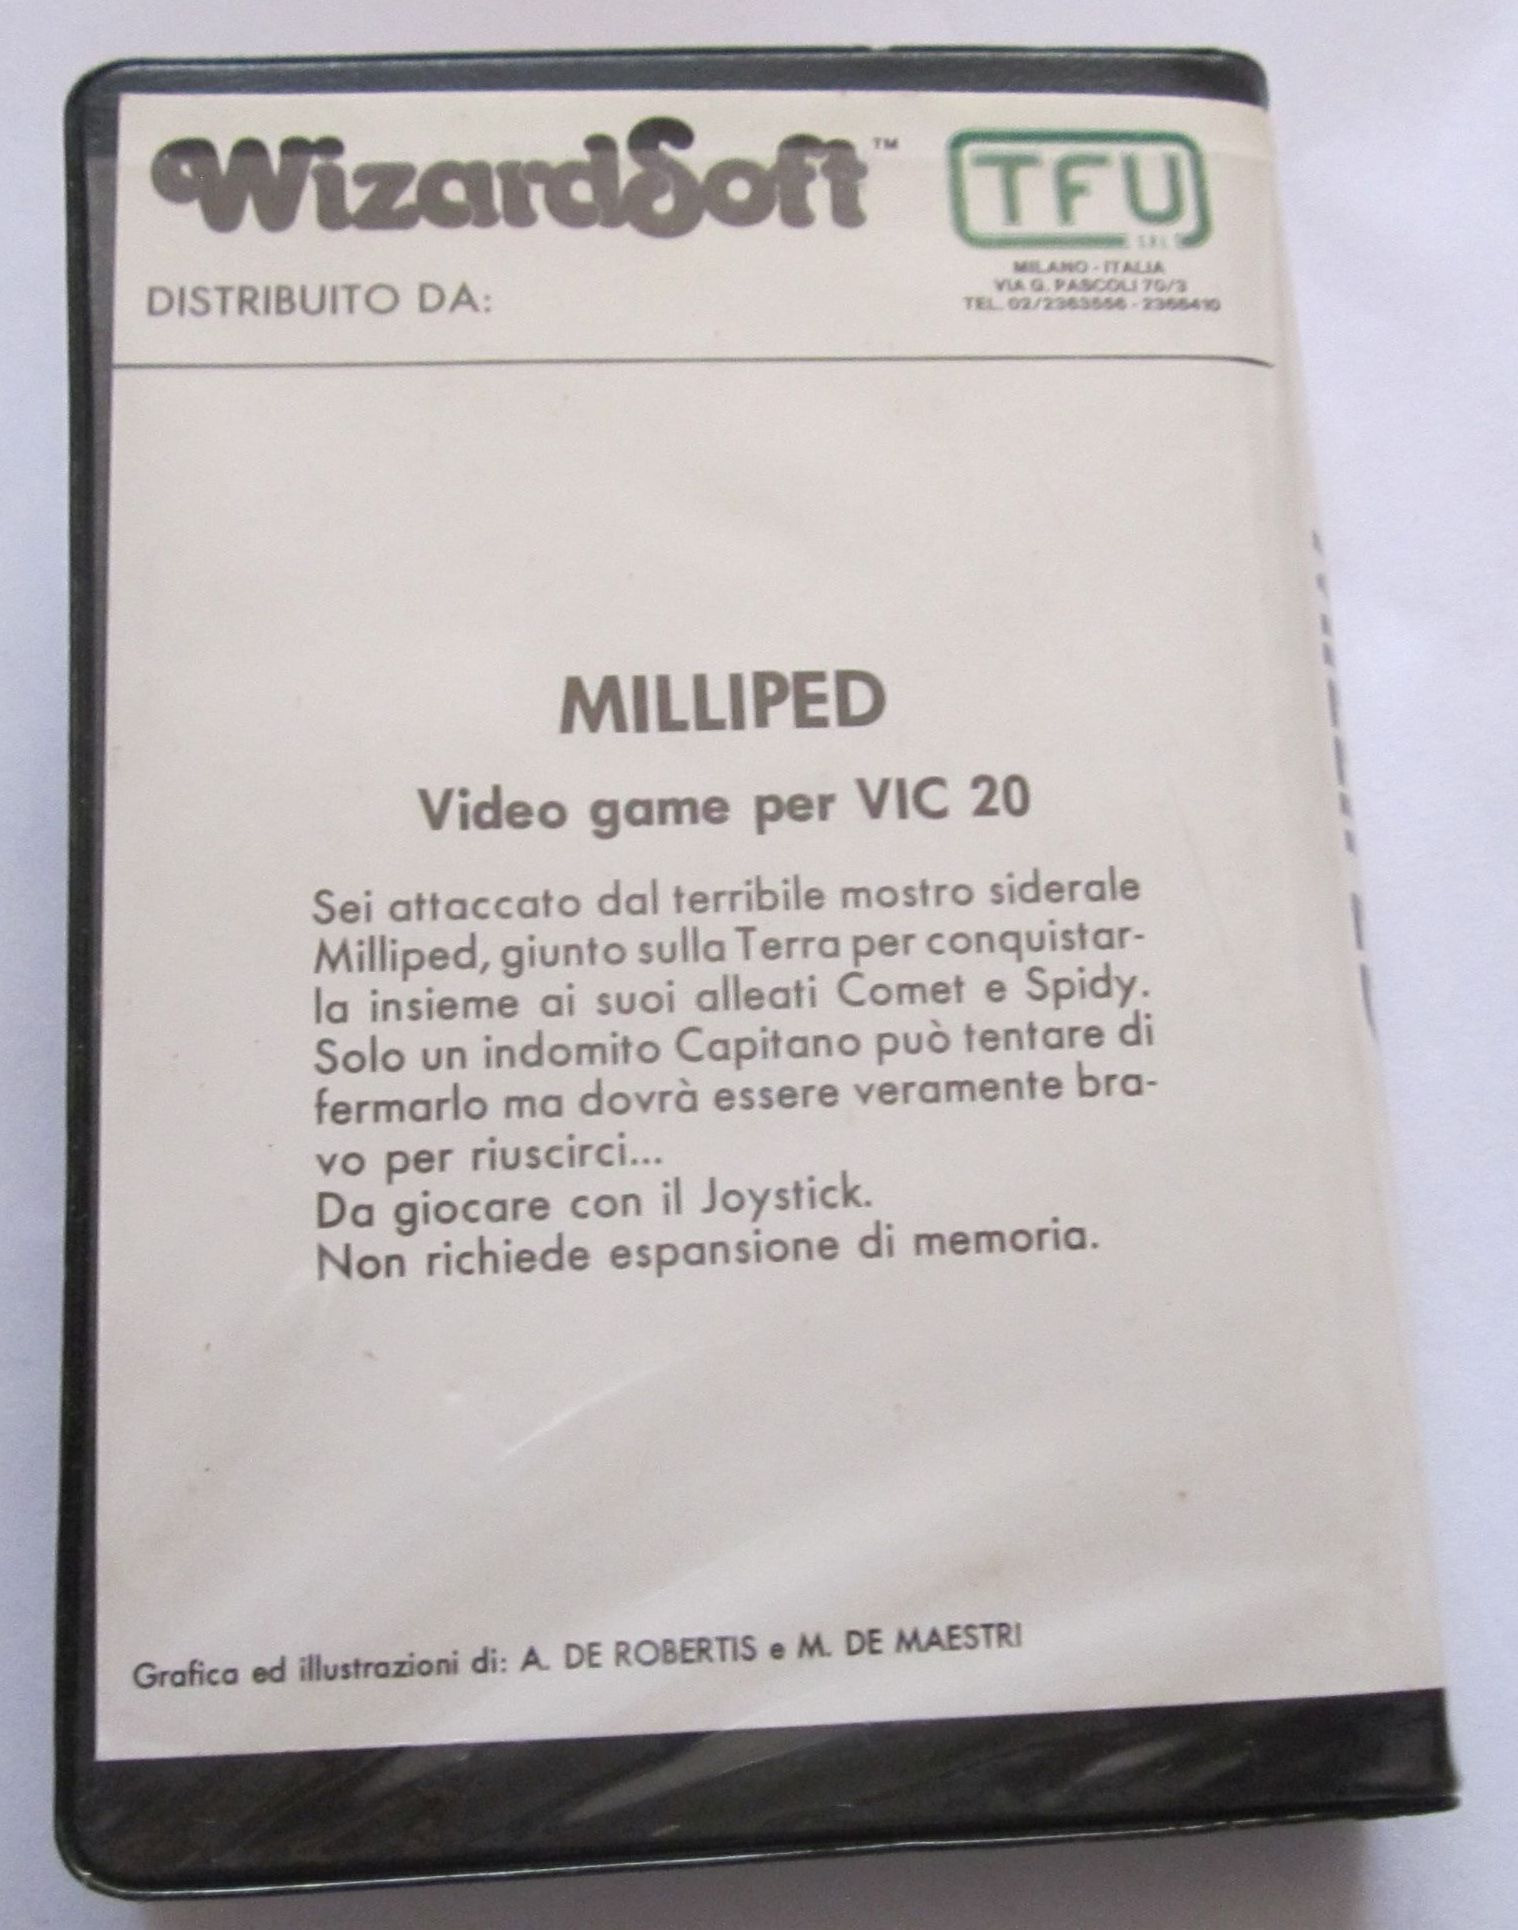 WizardSoft™
TFU
S.R.L.
MILANO - ITALIA
VIA G. PASCOLI 70/3
TEL. 02/2363556 - 2366410
DISTRIBUITO DA:
MILLIPED
Video game per VIC 20
Sei attaccato dal terribile mostro siderale
Milliped, giunto sulla Terra per conquistar-
la insieme ai suoi alleati Comet e Spidy.
Solo un indomito Capitano può tentare di
fermarlo ma dovrà essere veramente bra-
vo per riuscirci...
Da giocare con il Joystick.
Non richiede espansione di memoria.
Grafica ed illustrazioni di: A. DE ROBERTIS e M. DE MAESTRI